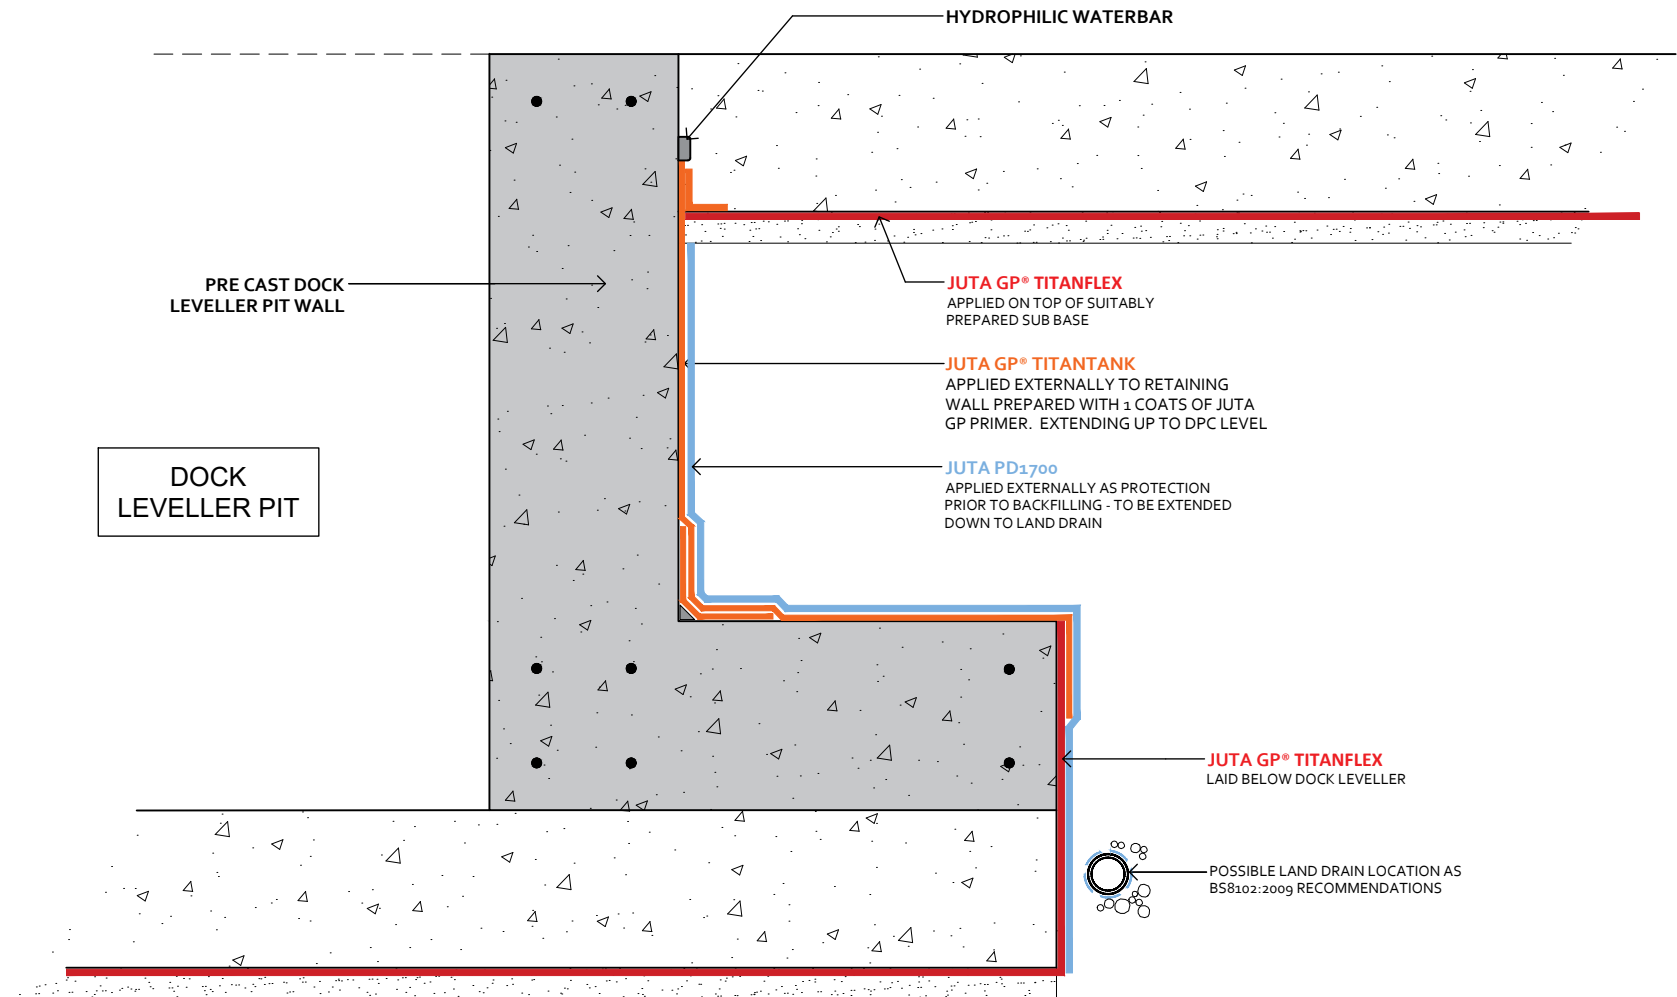 HYDROPHILIC WATERBAR
PRE CAST DOCK
LEVELLER PIT WALL
JUTA GP® TITANFLEX
APPLIED ON TOP OF SUITABLY
PREPARED SUB BASE
JUTA GP® TITANTANK
APPLIED EXTERNALLY TO RETAINING
WALL PREPARED WITH 1 COATS OF JUTA
GP PRIMER. EXTENDING UP TO DPC LEVEL
JUTA PD1700
APPLIED EXTERNALLY AS PROTECTION
PRIOR TO BACKFILLING - TO BE EXTENDED
DOWN TO LAND DRAIN
DOCK
LEVELLER PIT
JUTA GP® TITANFLEX
LAID BELOW DOCK LEVELLER
POSSIBLE LAND DRAIN LOCATION AS
BS8102:2009 RECOMMENDATIONS